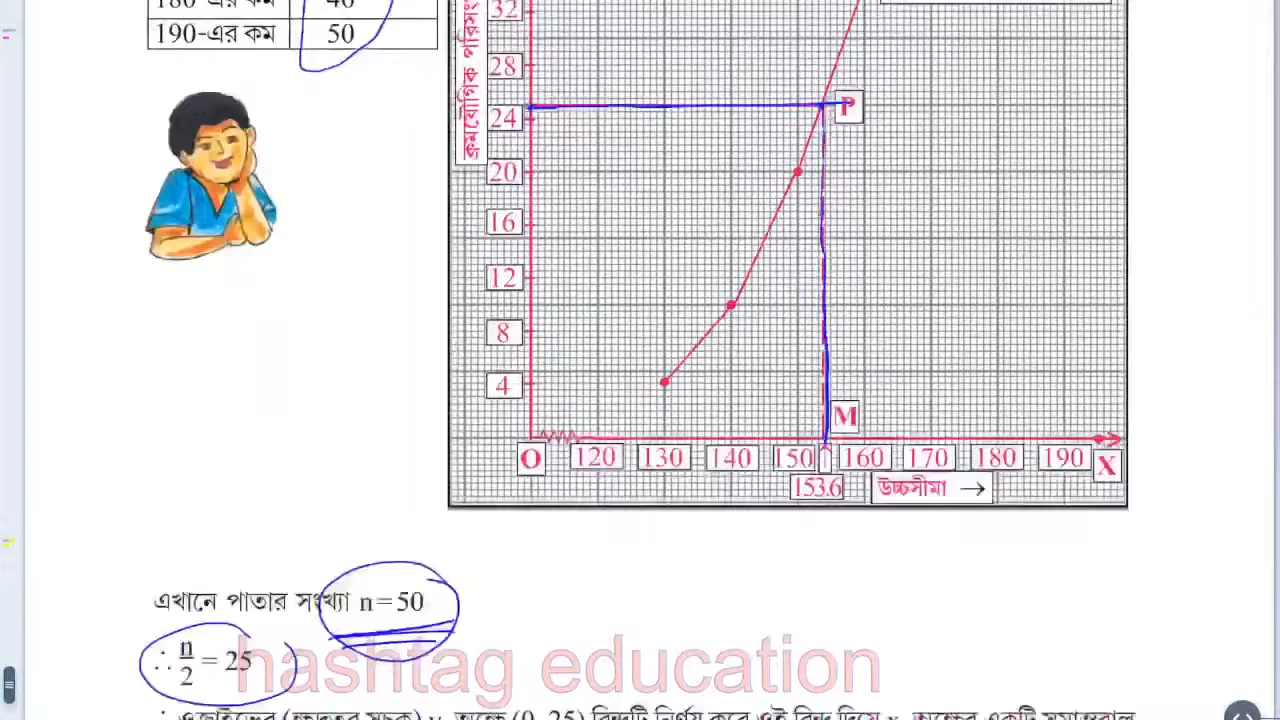 180-এর কম 46
190-এর কম 50
32
28
24
20
16
12
8
4
P
M
O 120 130 140 150 160 170 180 190 X
153.6 উচ্চসীমা →
এখানে পাতার সংখ্যা n=50
∴ n/2 = 25
hashtag education